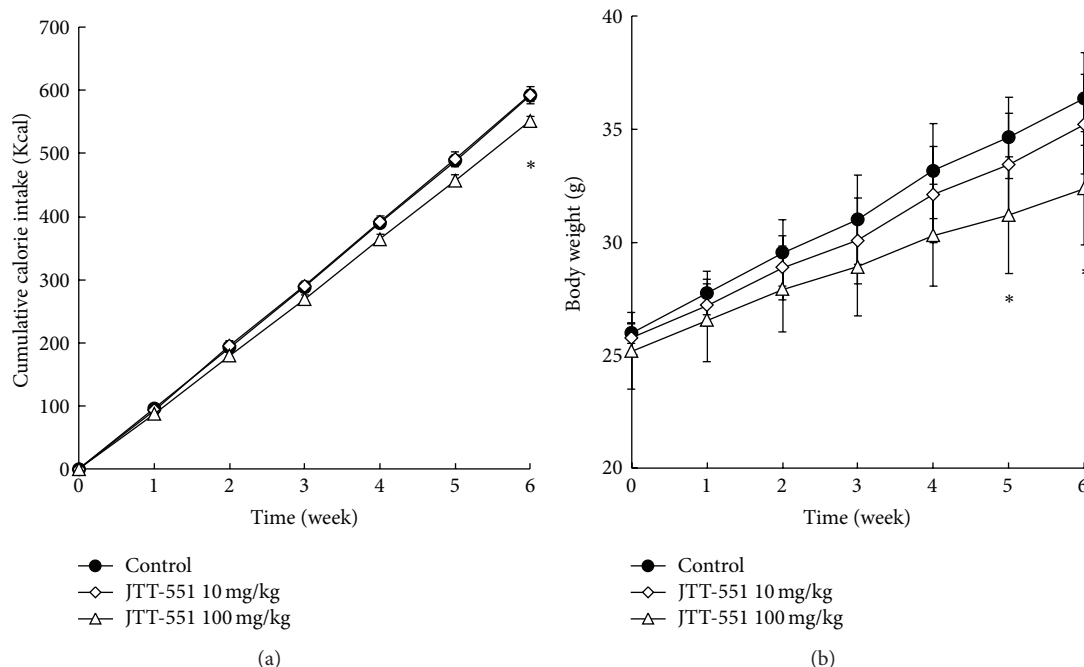 700
600
500
400
300
200
100
0
Cumulative calorie intake (Kcal)
*
0 1 2 3 4 5 6
Time (week)
Control
JTT-551 10 mg/kg
JTT-551 100 mg/kg
(a)
40
35
30
25
20
Body weight (g)
*
*
0 1 2 3 4 5 6
Time (week)
Control
JTT-551 10 mg/kg
JTT-551 100 mg/kg
(b)